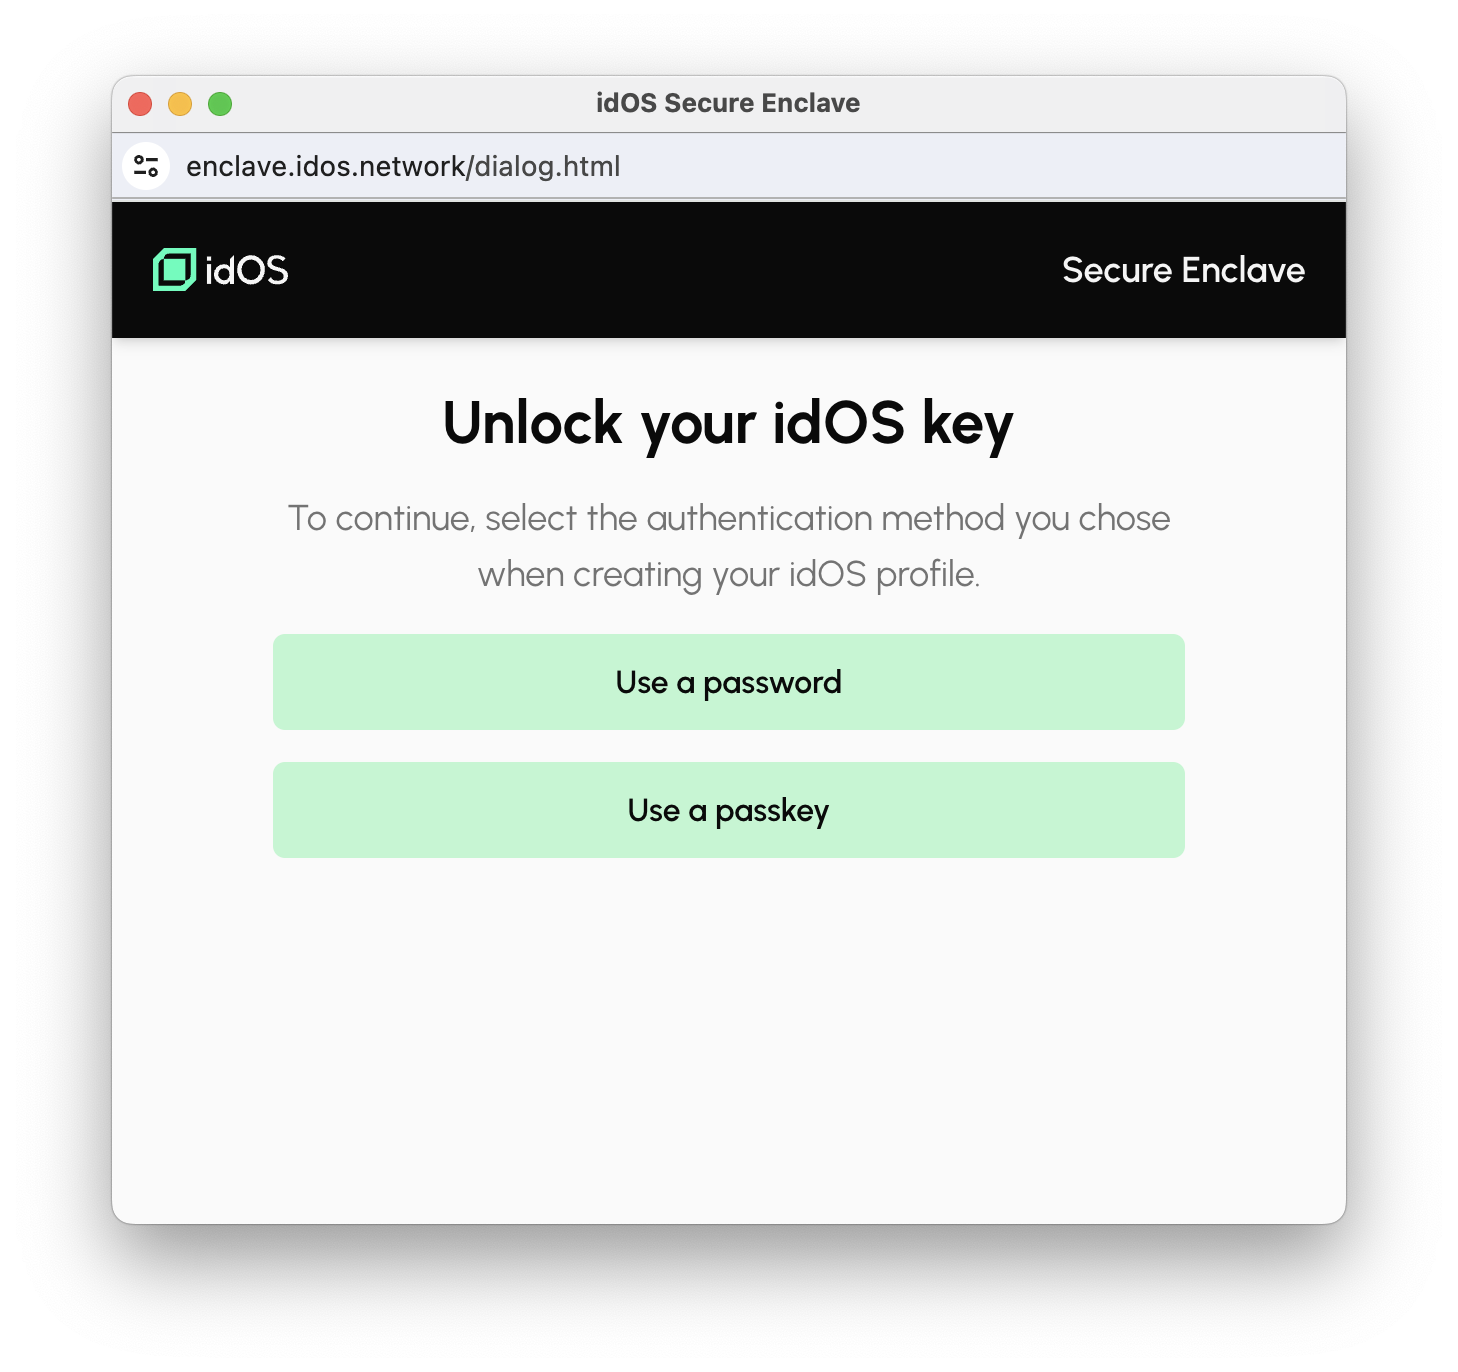 idOS Secure Enclave
enclave.idos.network/dialog.html
idOS
Secure Enclave
Unlock your idOS key
To continue, select the authentication method you chose
when creating your idOS profile.
Use a password
Use a passkey